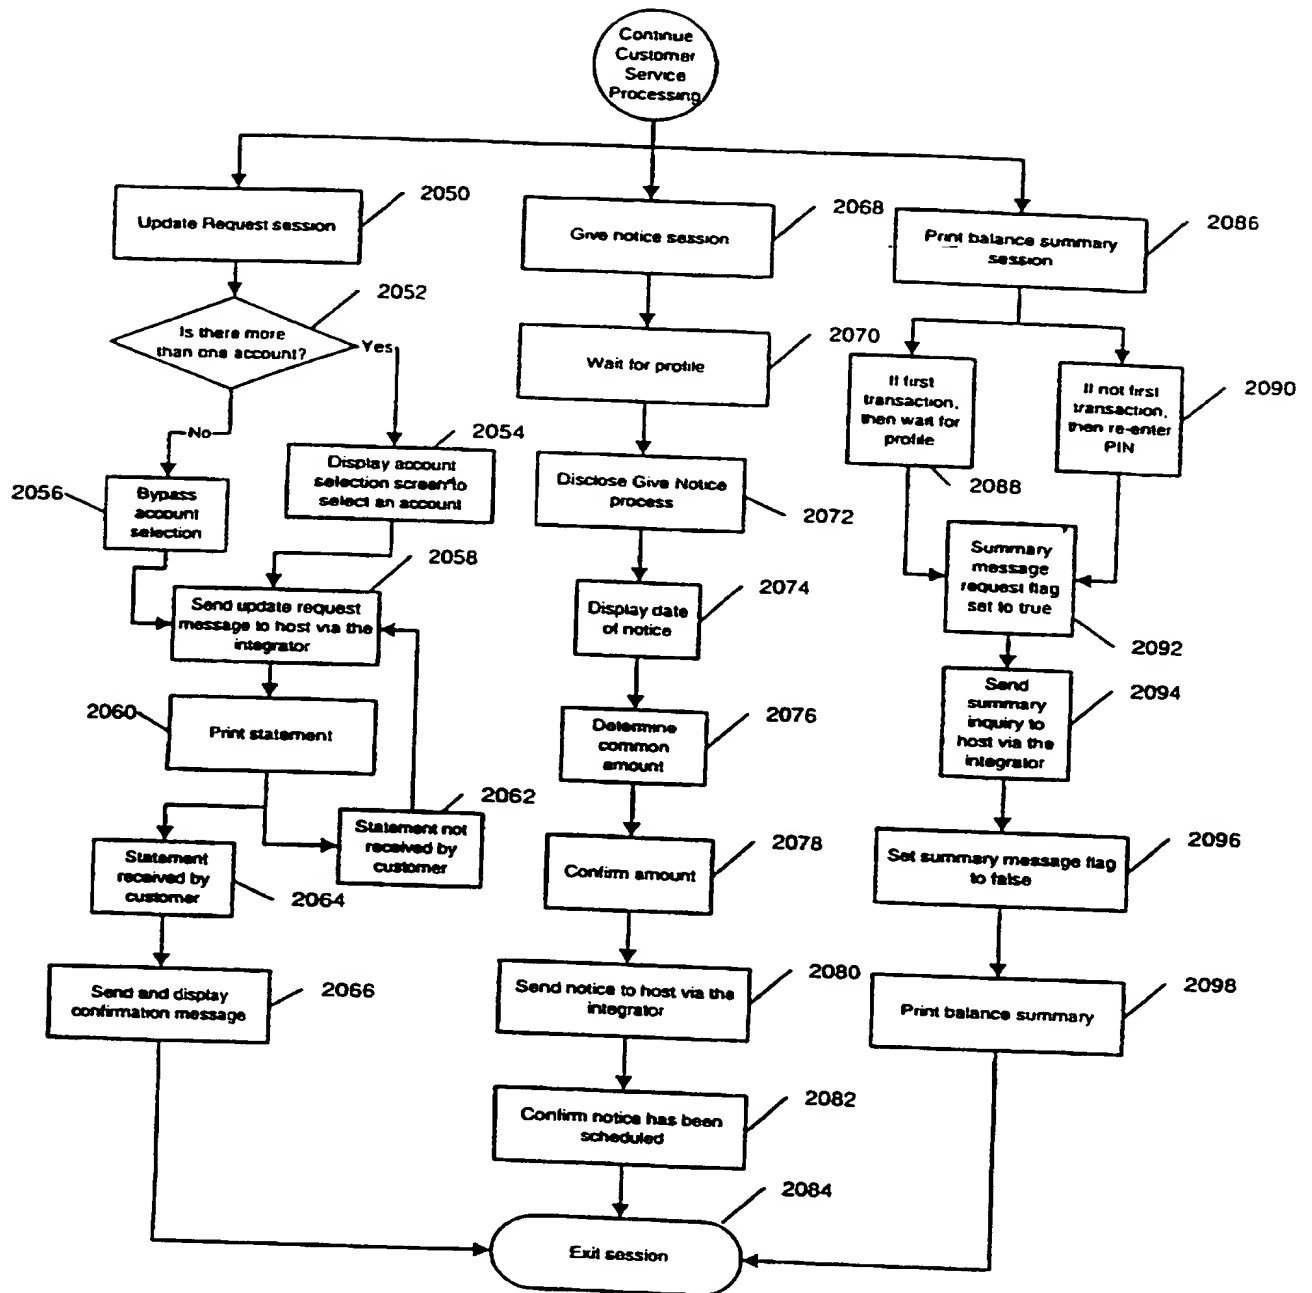 Continue
Customer
Service
Processing
2050
Update Request session
2052
Is there more
than one account?
Yes
No
2054
Display account
selection screen to
select an account
2056
Bypass
account
selection
2058
Send update request
message to host via the
integrator
2060
Print statement
2062
Statement not
received by
customer
Statement
received by
customer
2064
Send and display
confirmation message
2066
2068
Give notice session
2070
Wait for profile
Disclose Give Notice
process
2072
2074
Display date
of notice
2076
Determine
common
amount
2078
Confirm amount
2080
Send notice to host via the
integrator
2082
Confirm notice has been
scheduled
2084
Exit session
2086
Print balance summary
session
If first
transaction,
then wait for
profile
2088
2090
If not first
transaction,
then re-enter
PIN
Summary
message
request flag
set to true
2092
2094
Send
summary
inquiry to
host via the
integrator
2096
Set summary message flag
to false
2098
Print balance summary